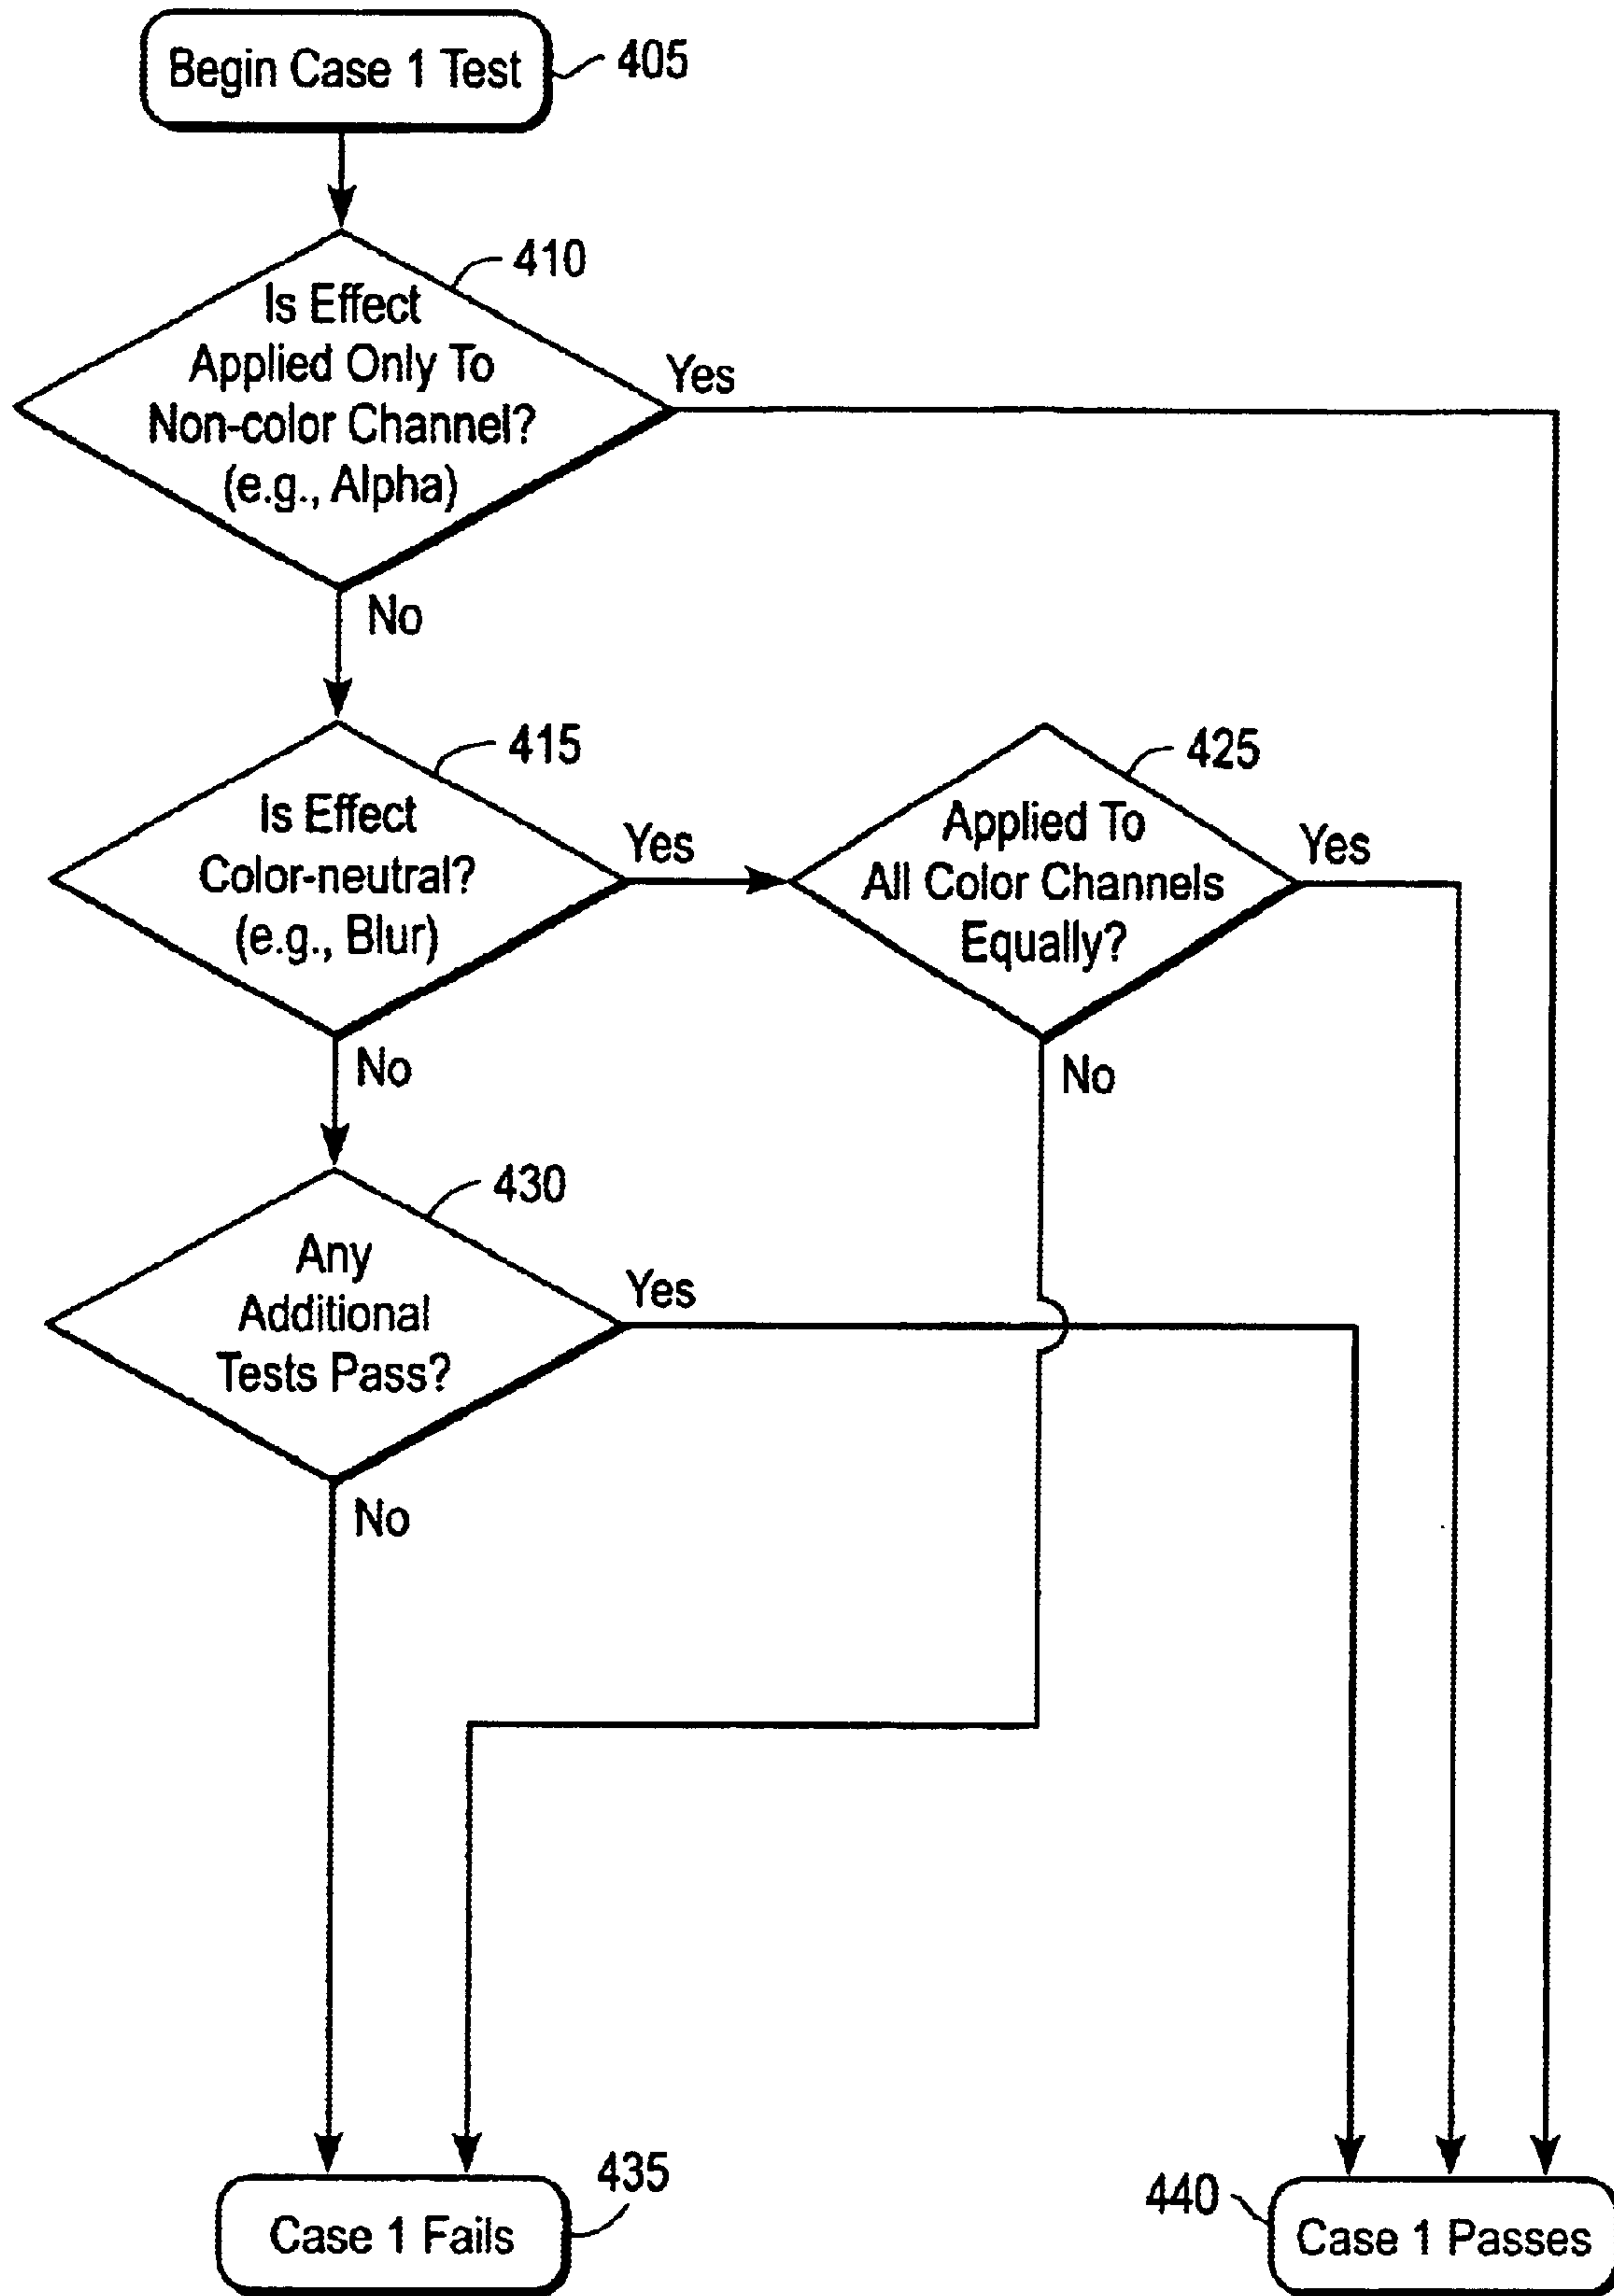 Begin Case 1 Test
405
410
Is Effect
Applied Only To
Non-color Channel?
(e.g., Alpha)
Yes
No
415
Is Effect
Color-neutral?
(e.g., Blur)
Yes
No
425
Applied To
All Color Channels
Equally?
Yes
No
430
Any
Additional
Tests Pass?
Yes
No
435
Case 1 Fails
440
Case 1 Passes